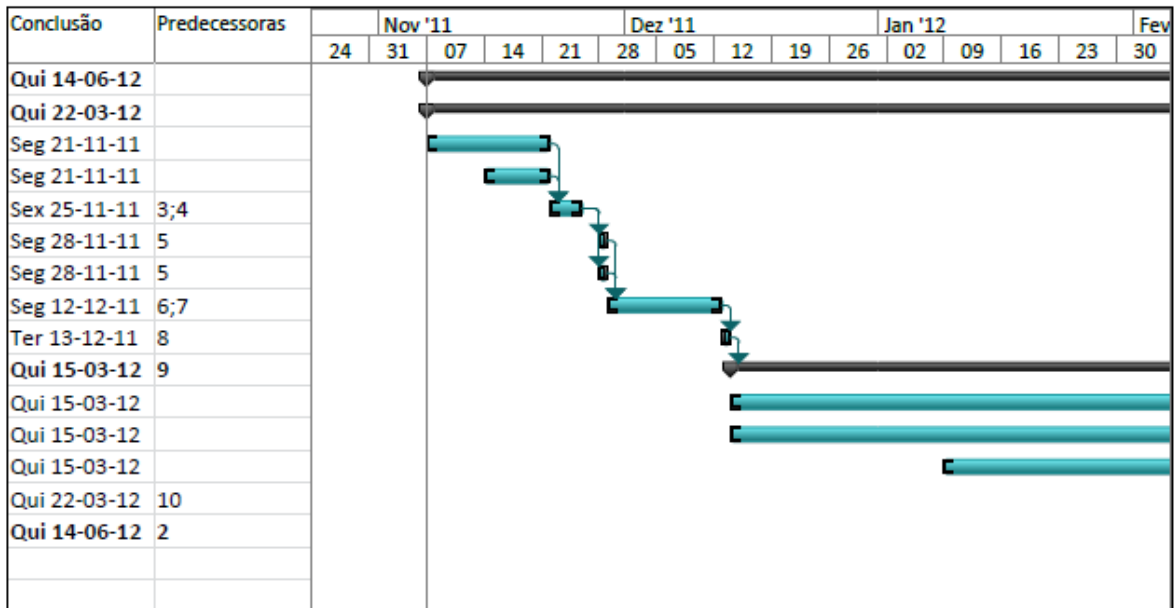 Conclusão Predecessoras Nov '11 Dez '11 Jan '12 Fev
24 31 07 14 21 28 05 12 19 26 02 09 16 23 30
Qui 14-06-12
Qui 22-03-12
Seg 21-11-11
Seg 21-11-11
Sex 25-11-11 3;4
Seg 28-11-11 5
Seg 28-11-11 5
Seg 12-12-11 6;7
Ter 13-12-11 8
Qui 15-03-12 9
Qui 15-03-12
Qui 15-03-12
Qui 15-03-12
Qui 22-03-12 10
Qui 14-06-12 2